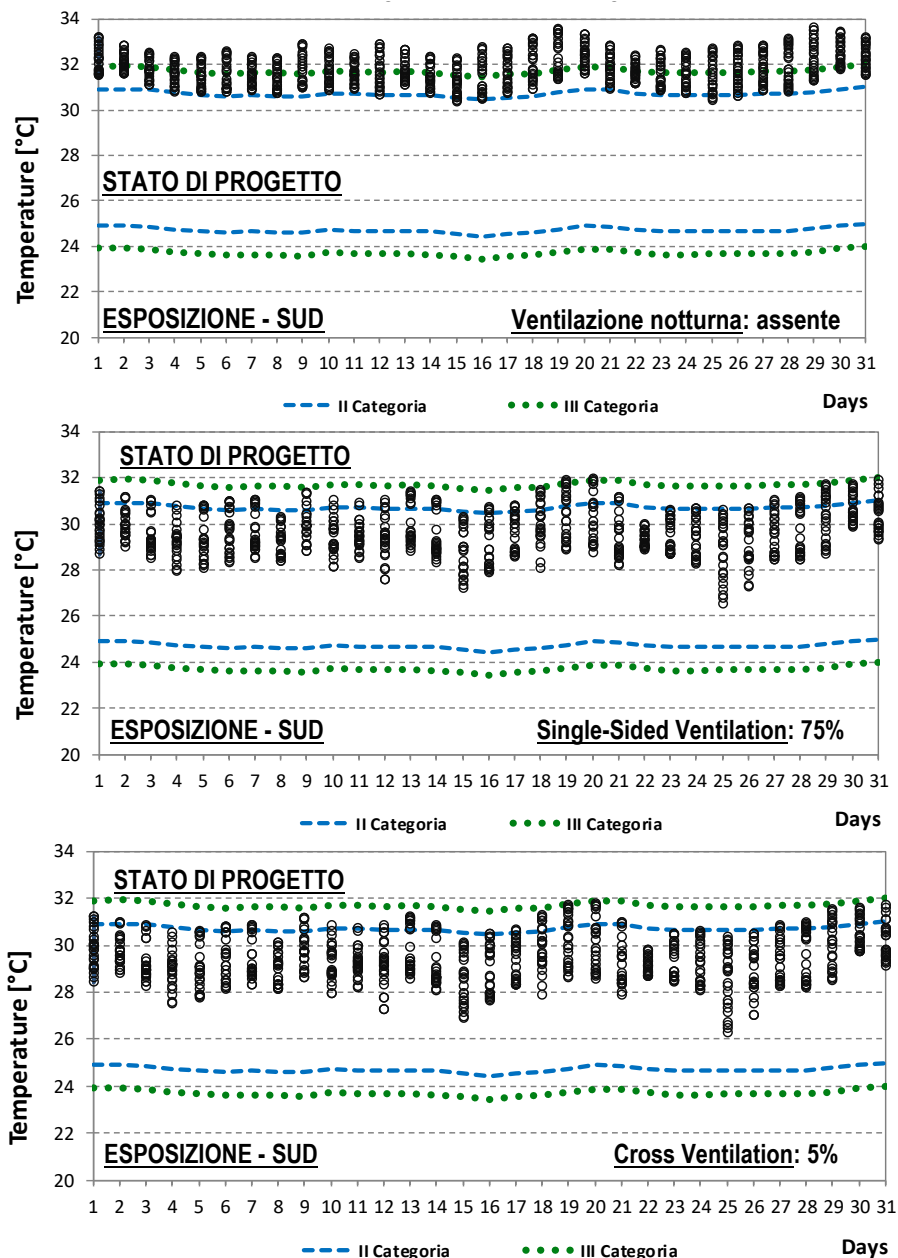 34
32
30
28
26
24
22
20
Temperature [°C]
STATO DI PROGETTO
ESPOSIZIONE - SUD
Ventilazione notturna: assente
1 2 3 4 5 6 7 8 9 10 11 12 13 14 15 16 17 18 19 20 21 22 23 24 25 26 27 28 29 30 31
II Categoria
III Categoria
Days
34
32
30
28
26
24
22
20
Temperature [°C]
STATO DI PROGETTO
ESPOSIZIONE - SUD
Single-Sided Ventilation: 75%
1 2 3 4 5 6 7 8 9 10 11 12 13 14 15 16 17 18 19 20 21 22 23 24 25 26 27 28 29 30 31
II Categoria
III Categoria
Days
34
32
30
28
26
24
22
20
Temperature [°C]
STATO DI PROGETTO
ESPOSIZIONE - SUD
Cross Ventilation: 5%
1 2 3 4 5 6 7 8 9 10 11 12 13 14 15 16 17 18 19 20 21 22 23 24 25 26 27 28 29 30 31
II Categoria
III Categoria
Days